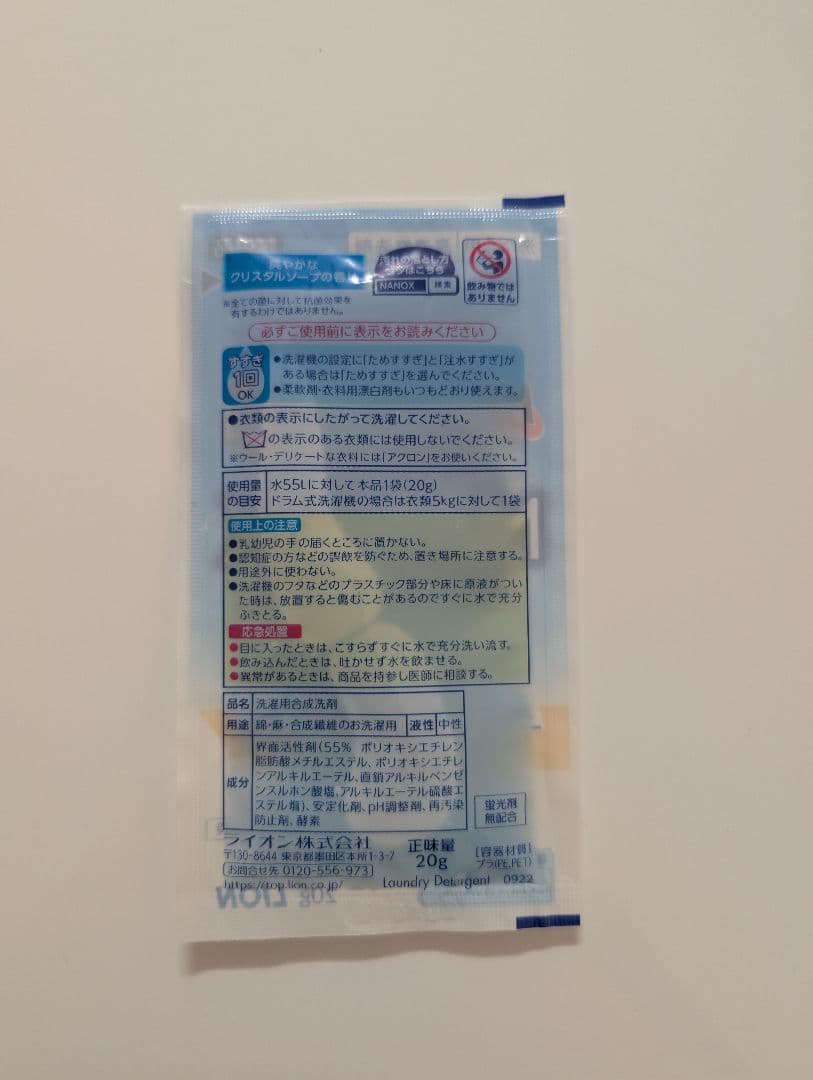 爽やかな
クリスタルソープの香り
汚れの落とし方
コツはこちら
NANOX 検索
飲み物では
ありません
※全ての菌に対して抗菌効果を
有するわけではありません。
必ずご使用前に表示をお読みください
すすぎ
1回
OK
●洗濯機の設定に「ためすすぎ」と「注水すすぎ」が
ある場合は「ためすすぎ」を選んでください。
●柔軟剤・衣料用漂白剤もいつもどおり使えます。
●衣類の表示にしたがって洗濯してください。
の表示のある衣類には使用しないでください。
※ウール・デリケートな衣料には「アクロン」をお使いください。
使用量
の目安
水55Lに対して本品1袋(20g)
ドラム式洗濯機の場合は衣類5kgに対して1袋
使用上の注意
●乳幼児の手の届くところに置かない。
●認知症の方などの誤飲を防ぐため、置き場所に注意する。
●用途外に使わない。
●洗濯機のフタなどのプラスチック部分や床に原液がつい
た時は、放置すると傷むことがあるのですぐに水で充分
ふきとる。
応急処置
●目に入ったときは、こすらずすぐに水で充分洗い流す。
●飲み込んだときは、吐かせず水を飲ませる。
●異常があるときは、商品を持参し医師に相談する。
品名 洗濯用合成洗剤
用途 綿・麻・合成繊維のお洗濯用 液性 中性
成分
界面活性剤(55% ポリオキシエチレン
脂肪酸メチルエステル、ポリオキシエチレ
ンアルキルエーテル、直鎖アルキルベンゼ
ンスルホン酸塩、アルキルエーテル硫酸エ
ステル塩)、安定化剤、pH調整剤、再汚染
防止剤、酵素
蛍光剤
無配合
ライオン株式会社
〒130-8644 東京都墨田区本所1-3-7
お問合せ先 0120-556-973
https://top.lion.co.jp/
正味量
20g
[容器材質]
プラ(PE,PET)
Laundry Detergent 0922
LION 20g